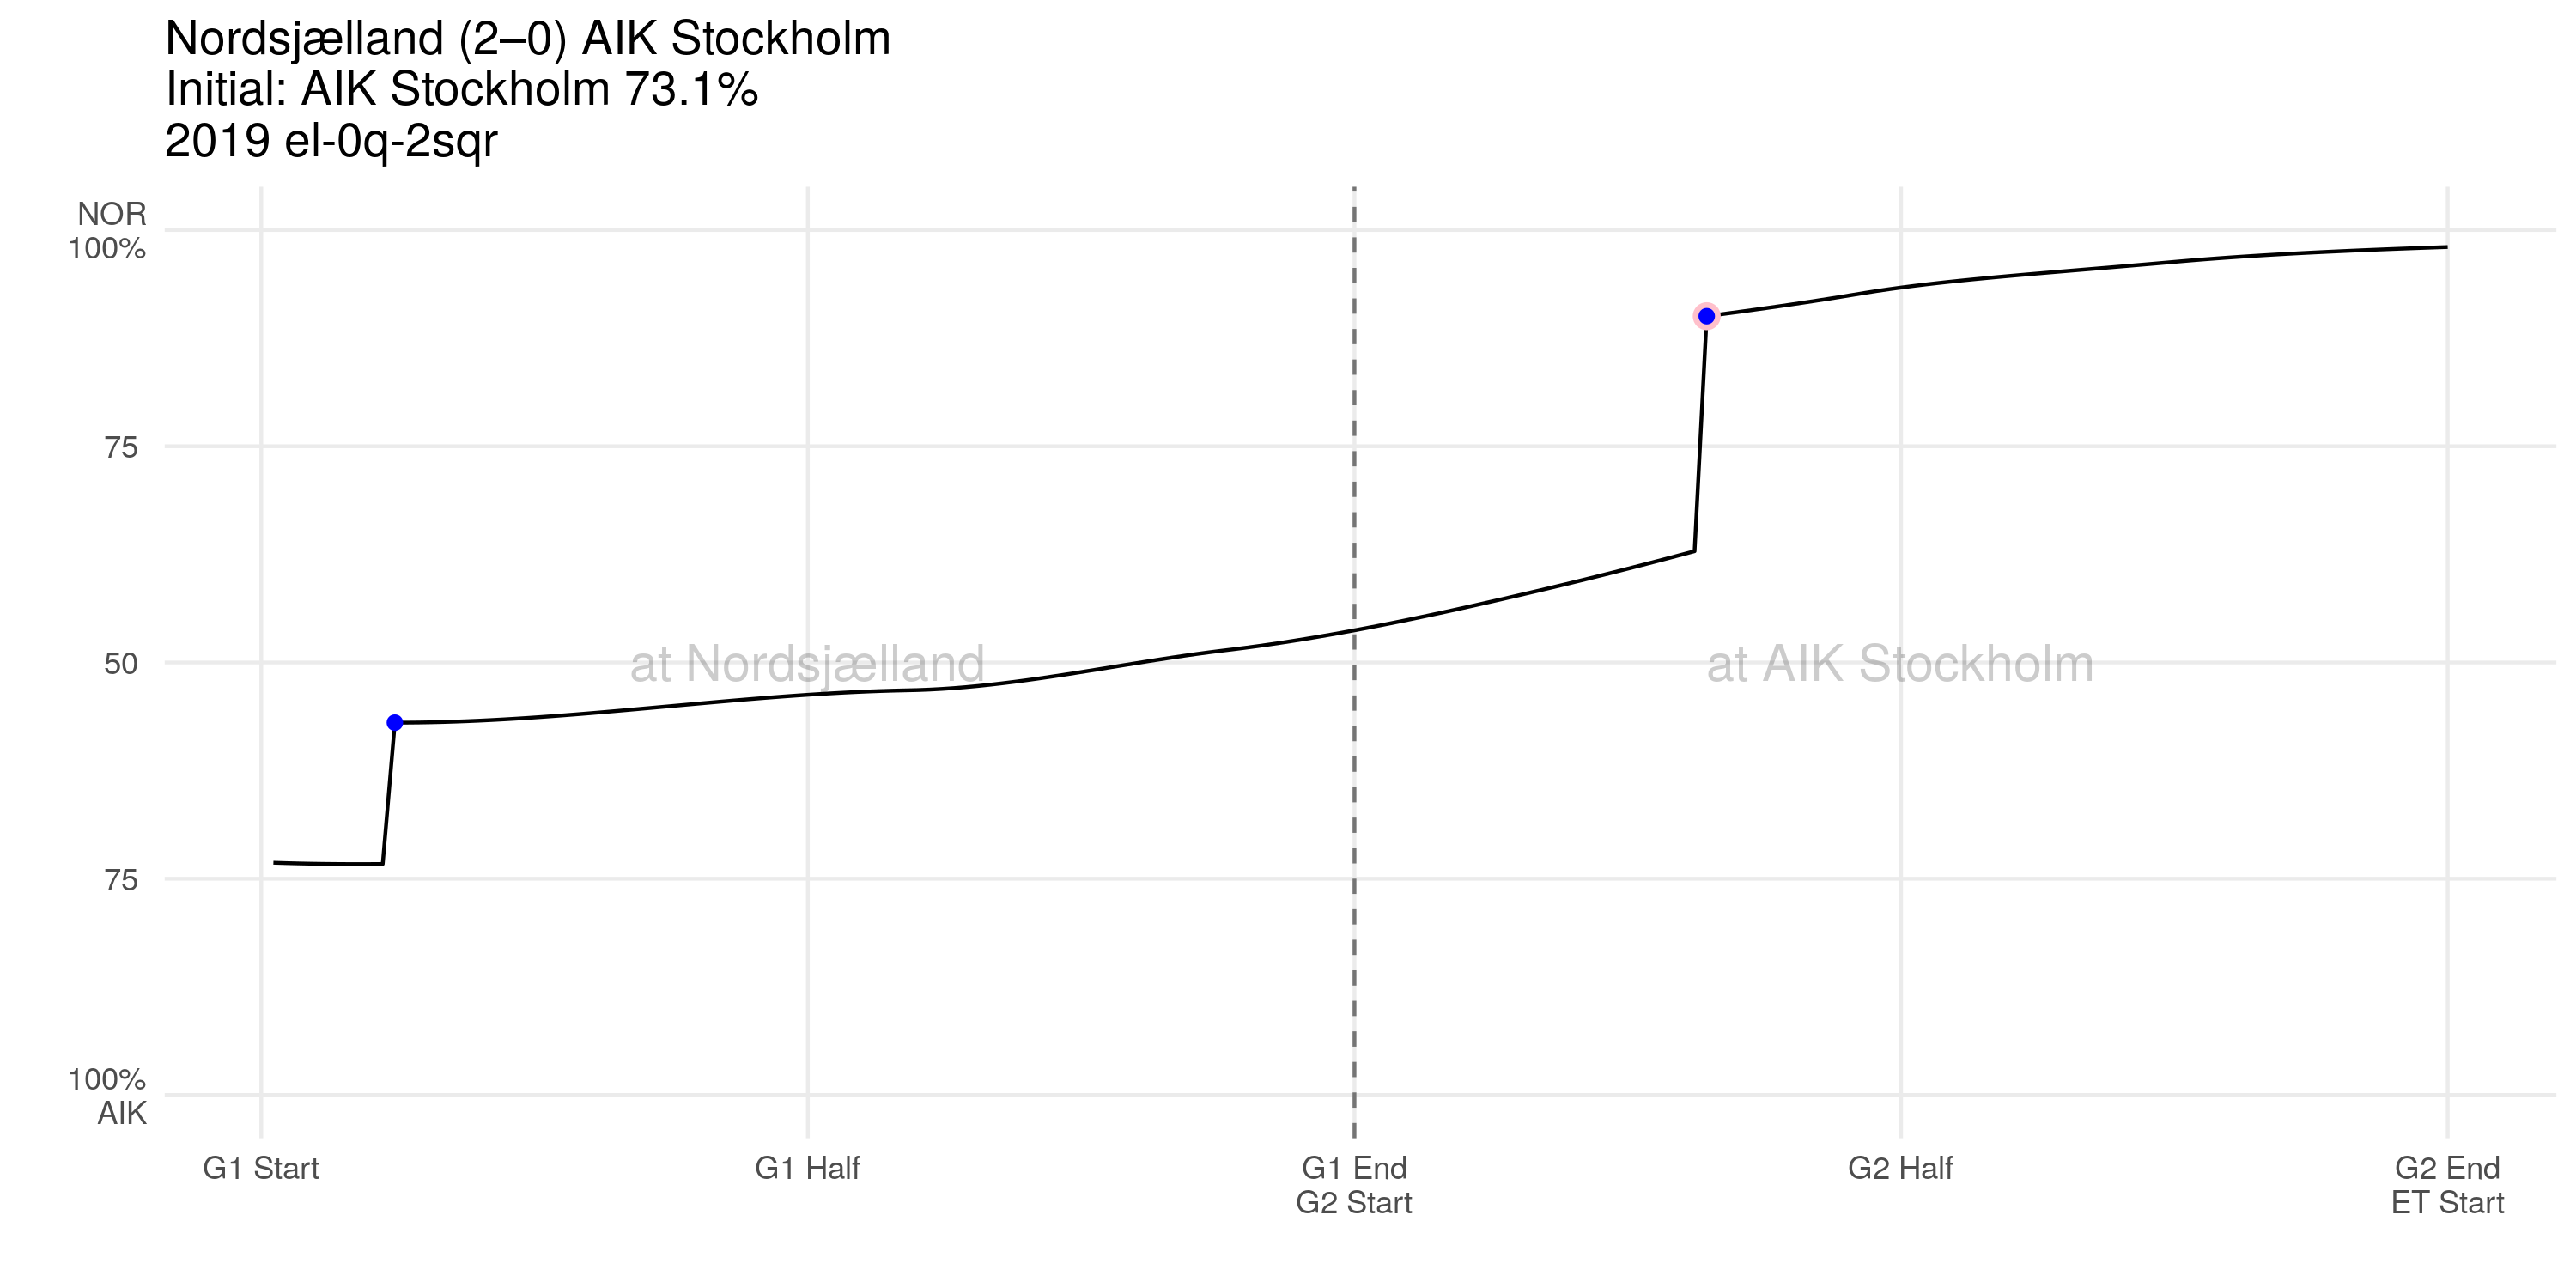 Nordsjælland (2–0) AIK Stockholm
Initial: AIK Stockholm 73.1%
2019 el-0q-2sqr
NOR
100%
75
50
75
100%
AIK
at Nordsjælland
at AIK Stockholm
G1 Start
G1 Half
G1 End
G2 Start
G2 Half
G2 End
ET Start